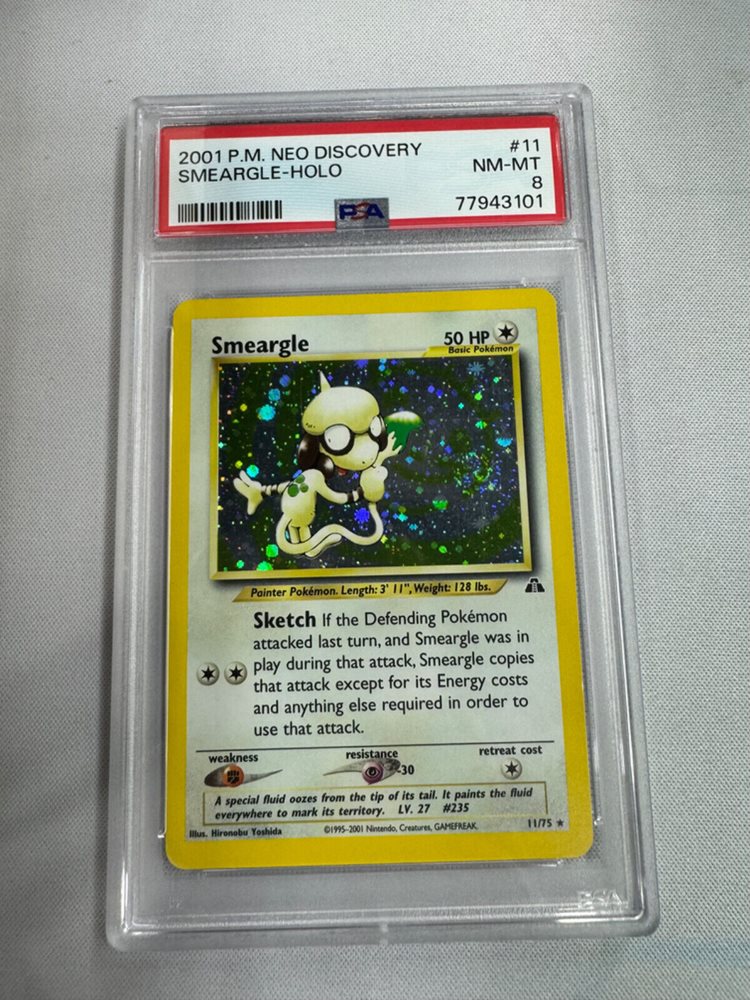 2001 P.M. NEO DISCOVERY #11
SMEARGLE-HOLO NM-MT
8
PSA 77943101
Smeargle 50 HP
Basic Pokémon
Painter Pokémon. Length: 3' 11", Weight: 128 lbs.
Sketch If the Defending Pokémon
attacked last turn, and Smeargle was in
play during that attack, Smeargle copies
that attack except for its Energy costs
and anything else required in order to
use that attack.
weakness resistance retreat cost
-30
A special fluid oozes from the tip of its tail. It paints the fluid
everywhere to mark its territory. LV. 27 #235
Illus. Hironobu Yoshida ©1995-2001 Nintendo, Creatures, GAMEFREAK. 11/75 ★
PSA